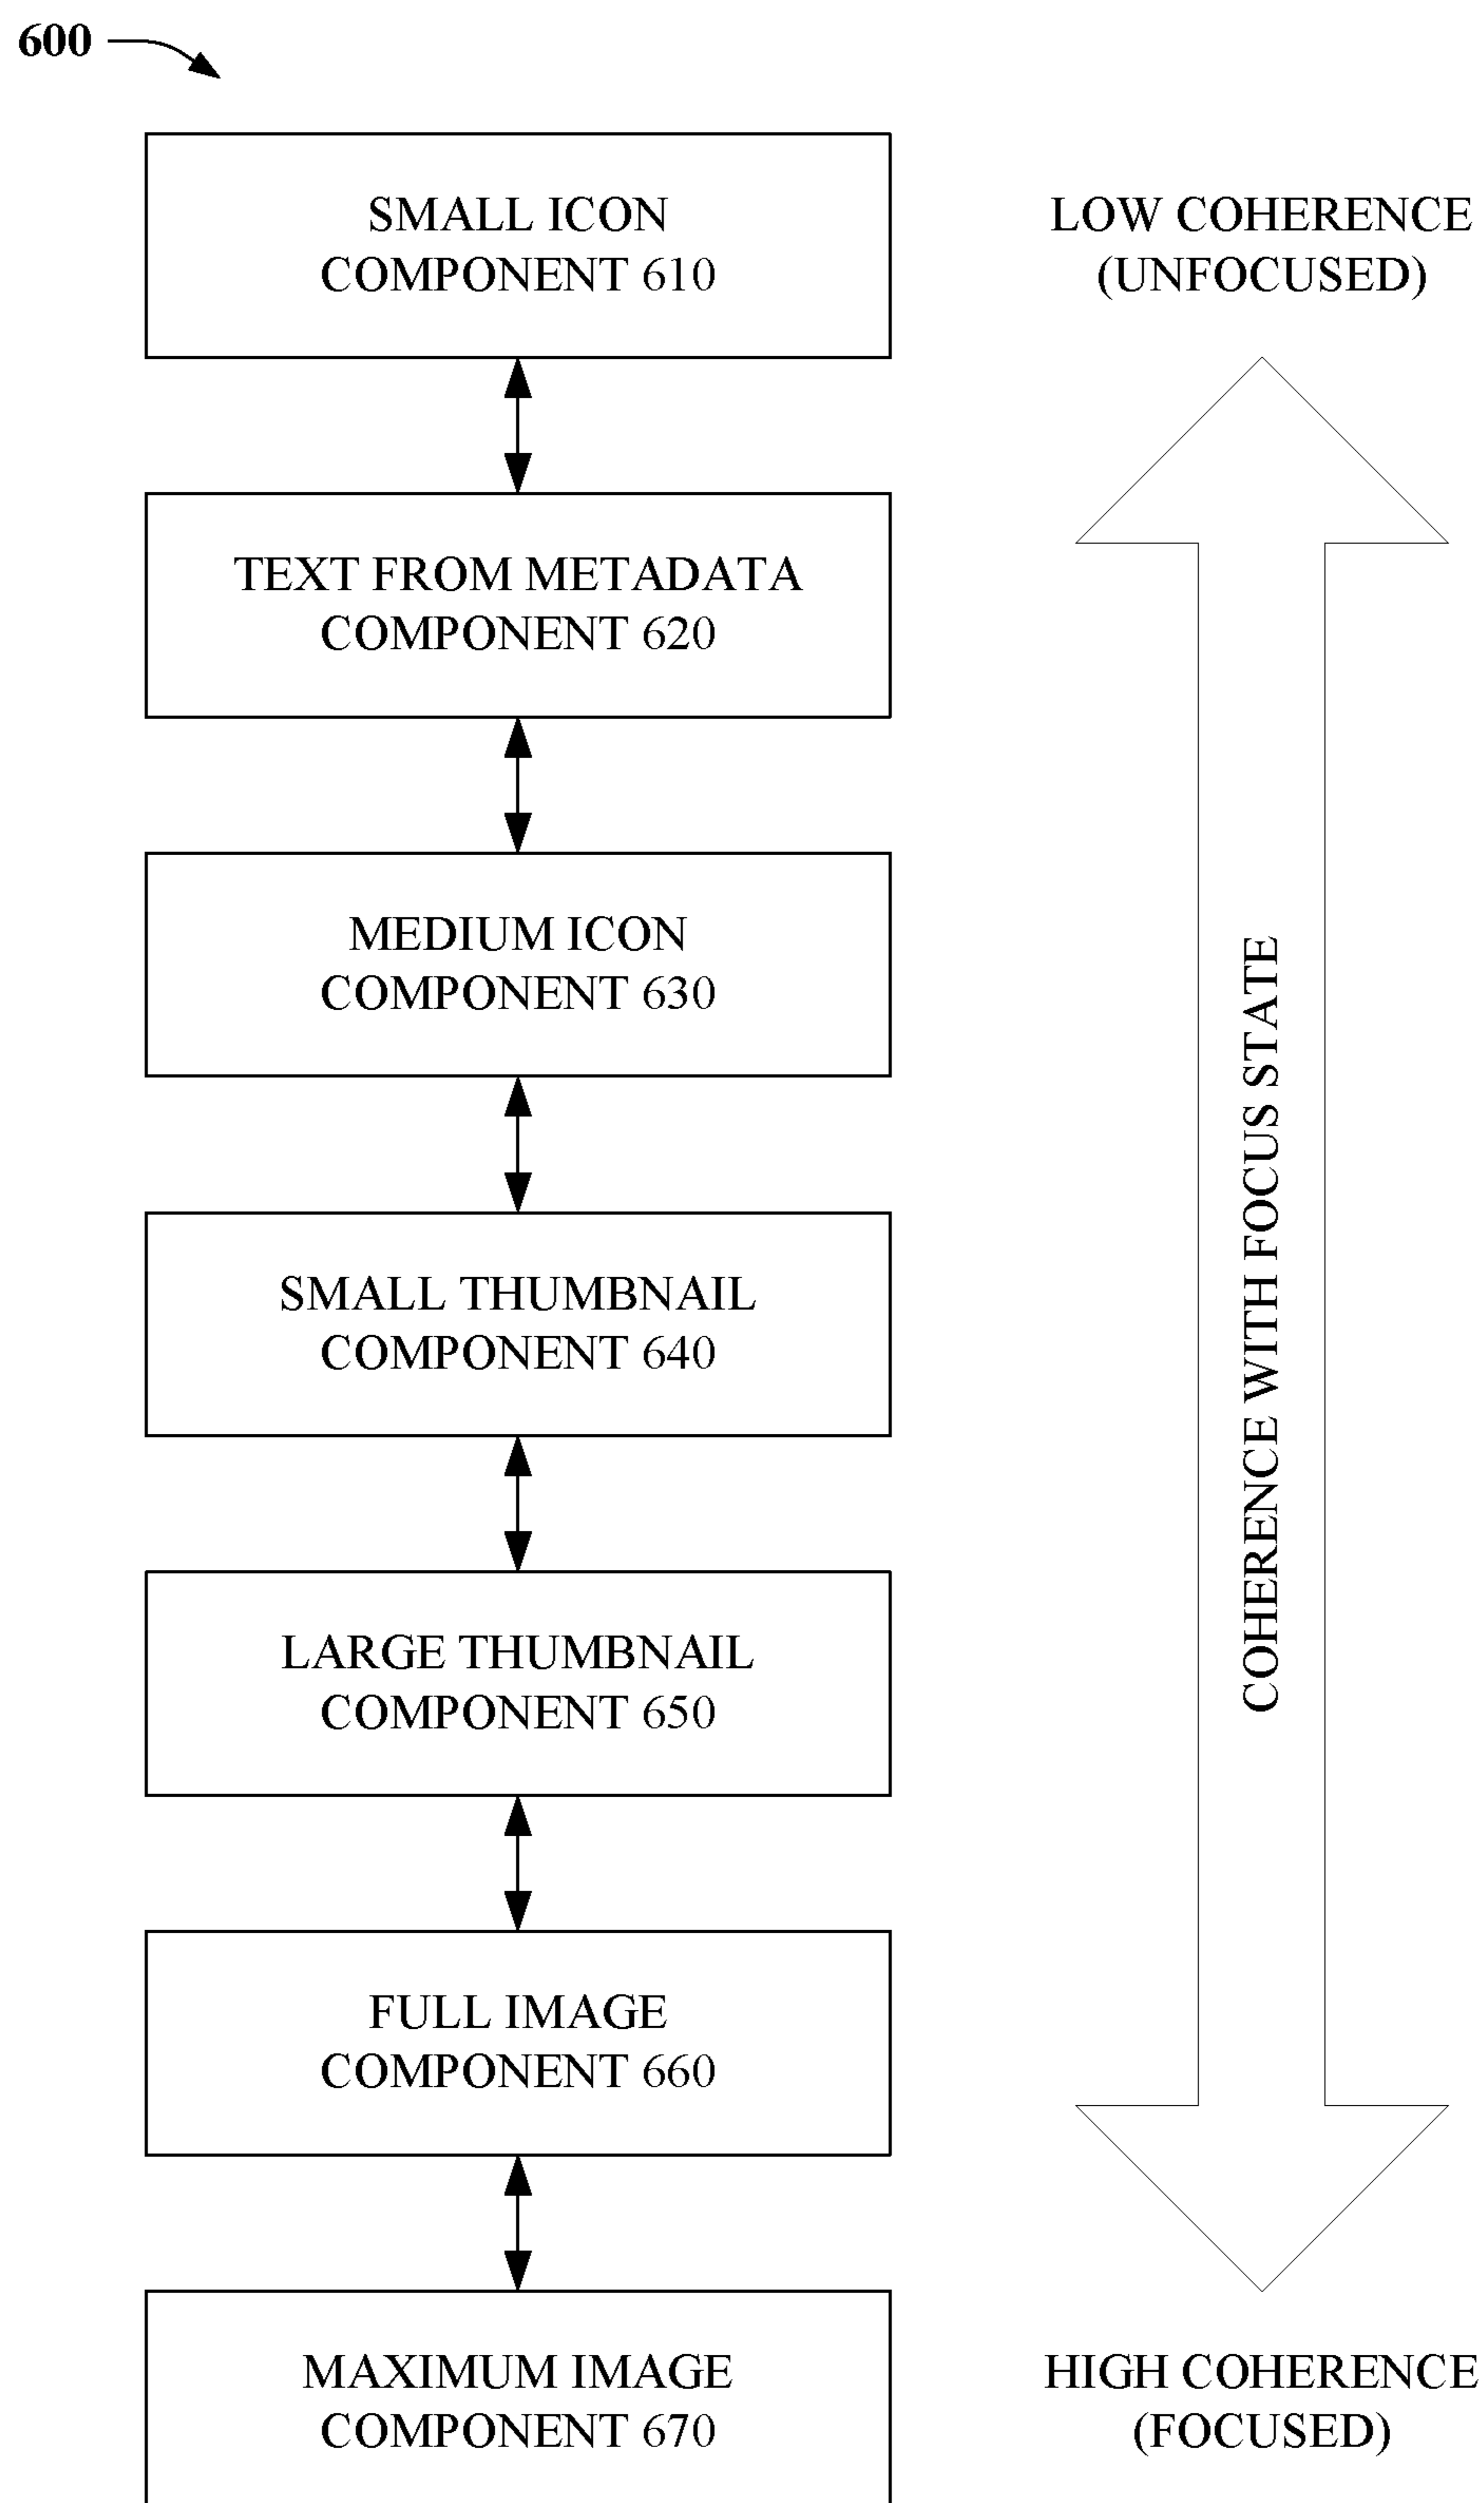 600
SMALL ICON
COMPONENT 610
LOW COHERENCE
(UNFOCUSED)
TEXT FROM METADATA
COMPONENT 620
MEDIUM ICON
COMPONENT 630
SMALL THUMBNAIL
COMPONENT 640
COHERENCE WITH FOCUS STATE
LARGE THUMBNAIL
COMPONENT 650
FULL IMAGE
COMPONENT 660
MAXIMUM IMAGE
COMPONENT 670
HIGH COHERENCE
(FOCUSED)